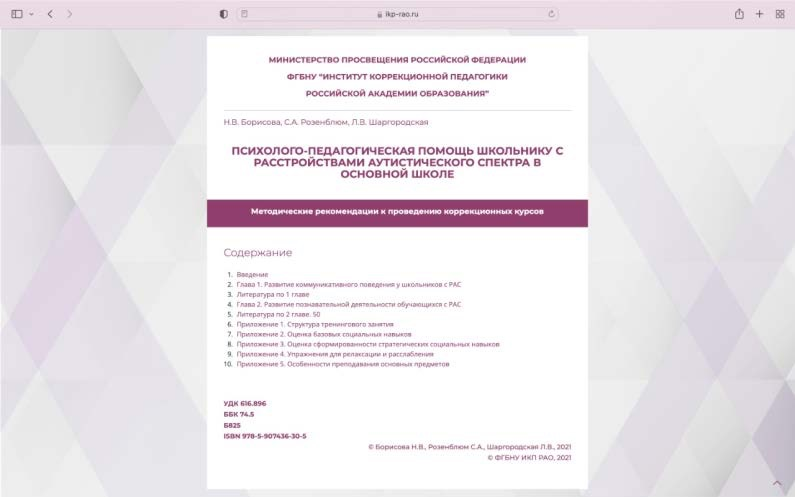 ikp-rao.ru
МИНИСТЕРСТВО ПРОСВЕЩЕНИЯ РОССИЙСКОЙ ФЕДЕРАЦИИ
ФГБНУ "ИНСТИТУТ КОРРЕКЦИОННОЙ ПЕДАГОГИКИ
РОССИЙСКОЙ АКАДЕМИИ ОБРАЗОВАНИЯ"
Н.В. Борисова, С.А. Розенблюм, Л.В. Шаргородская
ПСИХОЛОГО-ПЕДАГОГИЧЕСКАЯ ПОМОЩЬ ШКОЛЬНИКУ С
РАССТРОЙСТВАМИ АУТИСТИЧЕСКОГО СПЕКТРА В
ОСНОВНОЙ ШКОЛЕ
Методические рекомендации к проведению коррекционных курсов
Содержание
1. Введение
2. Глава 1. Развитие коммуникативного поведения у школьников с РАС
3. Литература по 1 главе
4. Глава 2. Развитие познавательной деятельности обучающихся с РАС
5. Литература по 2 главе. 50
6. Приложение 1. Структура тренингового занятия
7. Приложение 2. Оценка базовых социальных навыков
8. Приложение 3. Оценка сформированности стратегических социальных навыков
9. Приложение 4. Упражнения для релаксации и расслабления
10. Приложение 5. Особенности преподавания основных предметов
УДК 616.896
ББК 74.5
Б825
ISBN 978-5-907436-30-5
© Борисова Н.В., Розенблюм С.А., Шаргородская Л.В., 2021
© ФГБНУ ИКП РАО, 2021